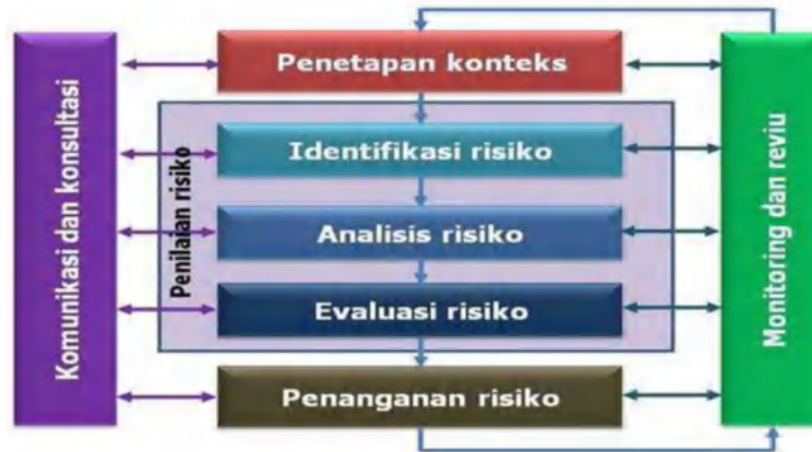 Komunikasi dan konsultasi
Penetapan konteks
Penilaian risiko
Identifikasi risiko
Analisis risiko
Evaluasi risiko
Penanganan risiko
Monitoring dan reviu